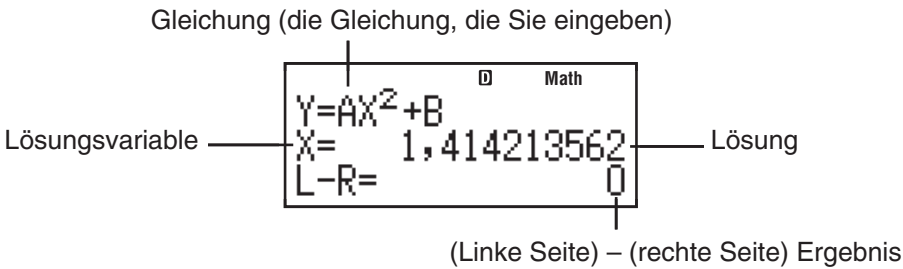 Gleichung (die Gleichung, die Sie eingeben)
D Math
Y=AX²+B
Lösungsvariable X= 1,414213562 Lösung
L-R= 0
(Linke Seite) – (rechte Seite) Ergebnis